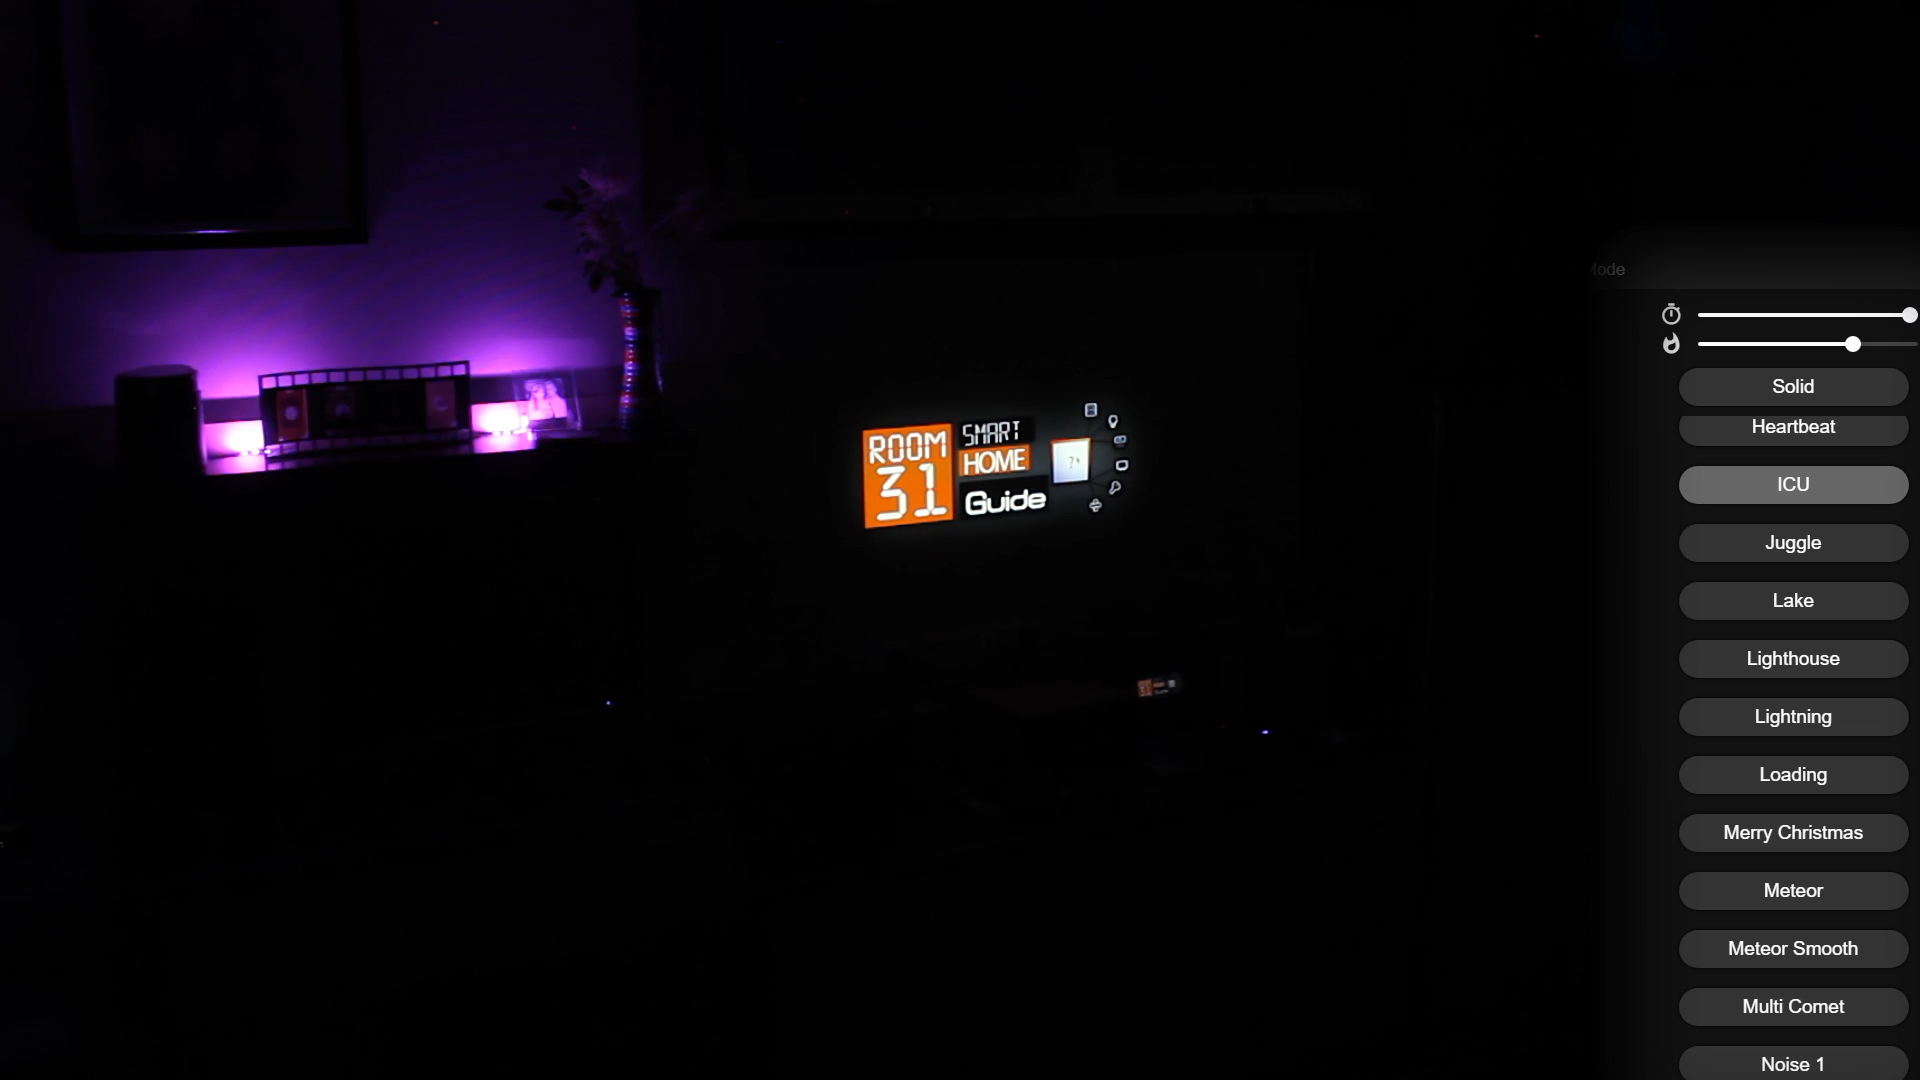 ROOM
31
SMART
HOME
Guide
Mode
Solid
Heartbeat
ICU
Juggle
Lake
Lighthouse
Lightning
Loading
Merry Christmas
Meteor
Meteor Smooth
Multi Comet
Noise 1